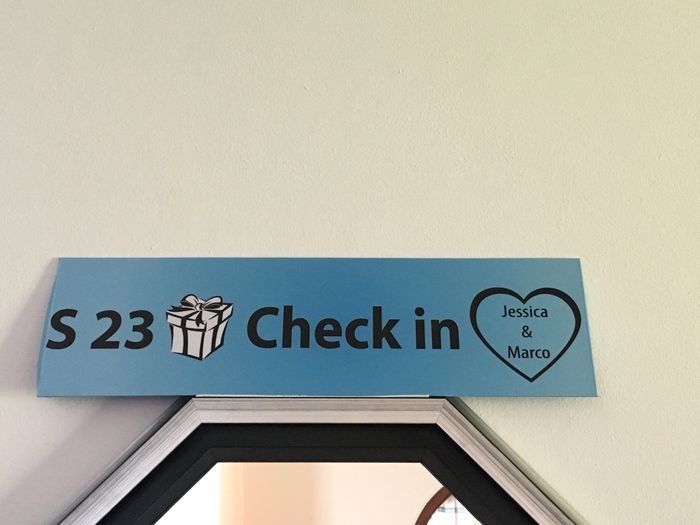 S 23 Check in
Jessica
&
Marco